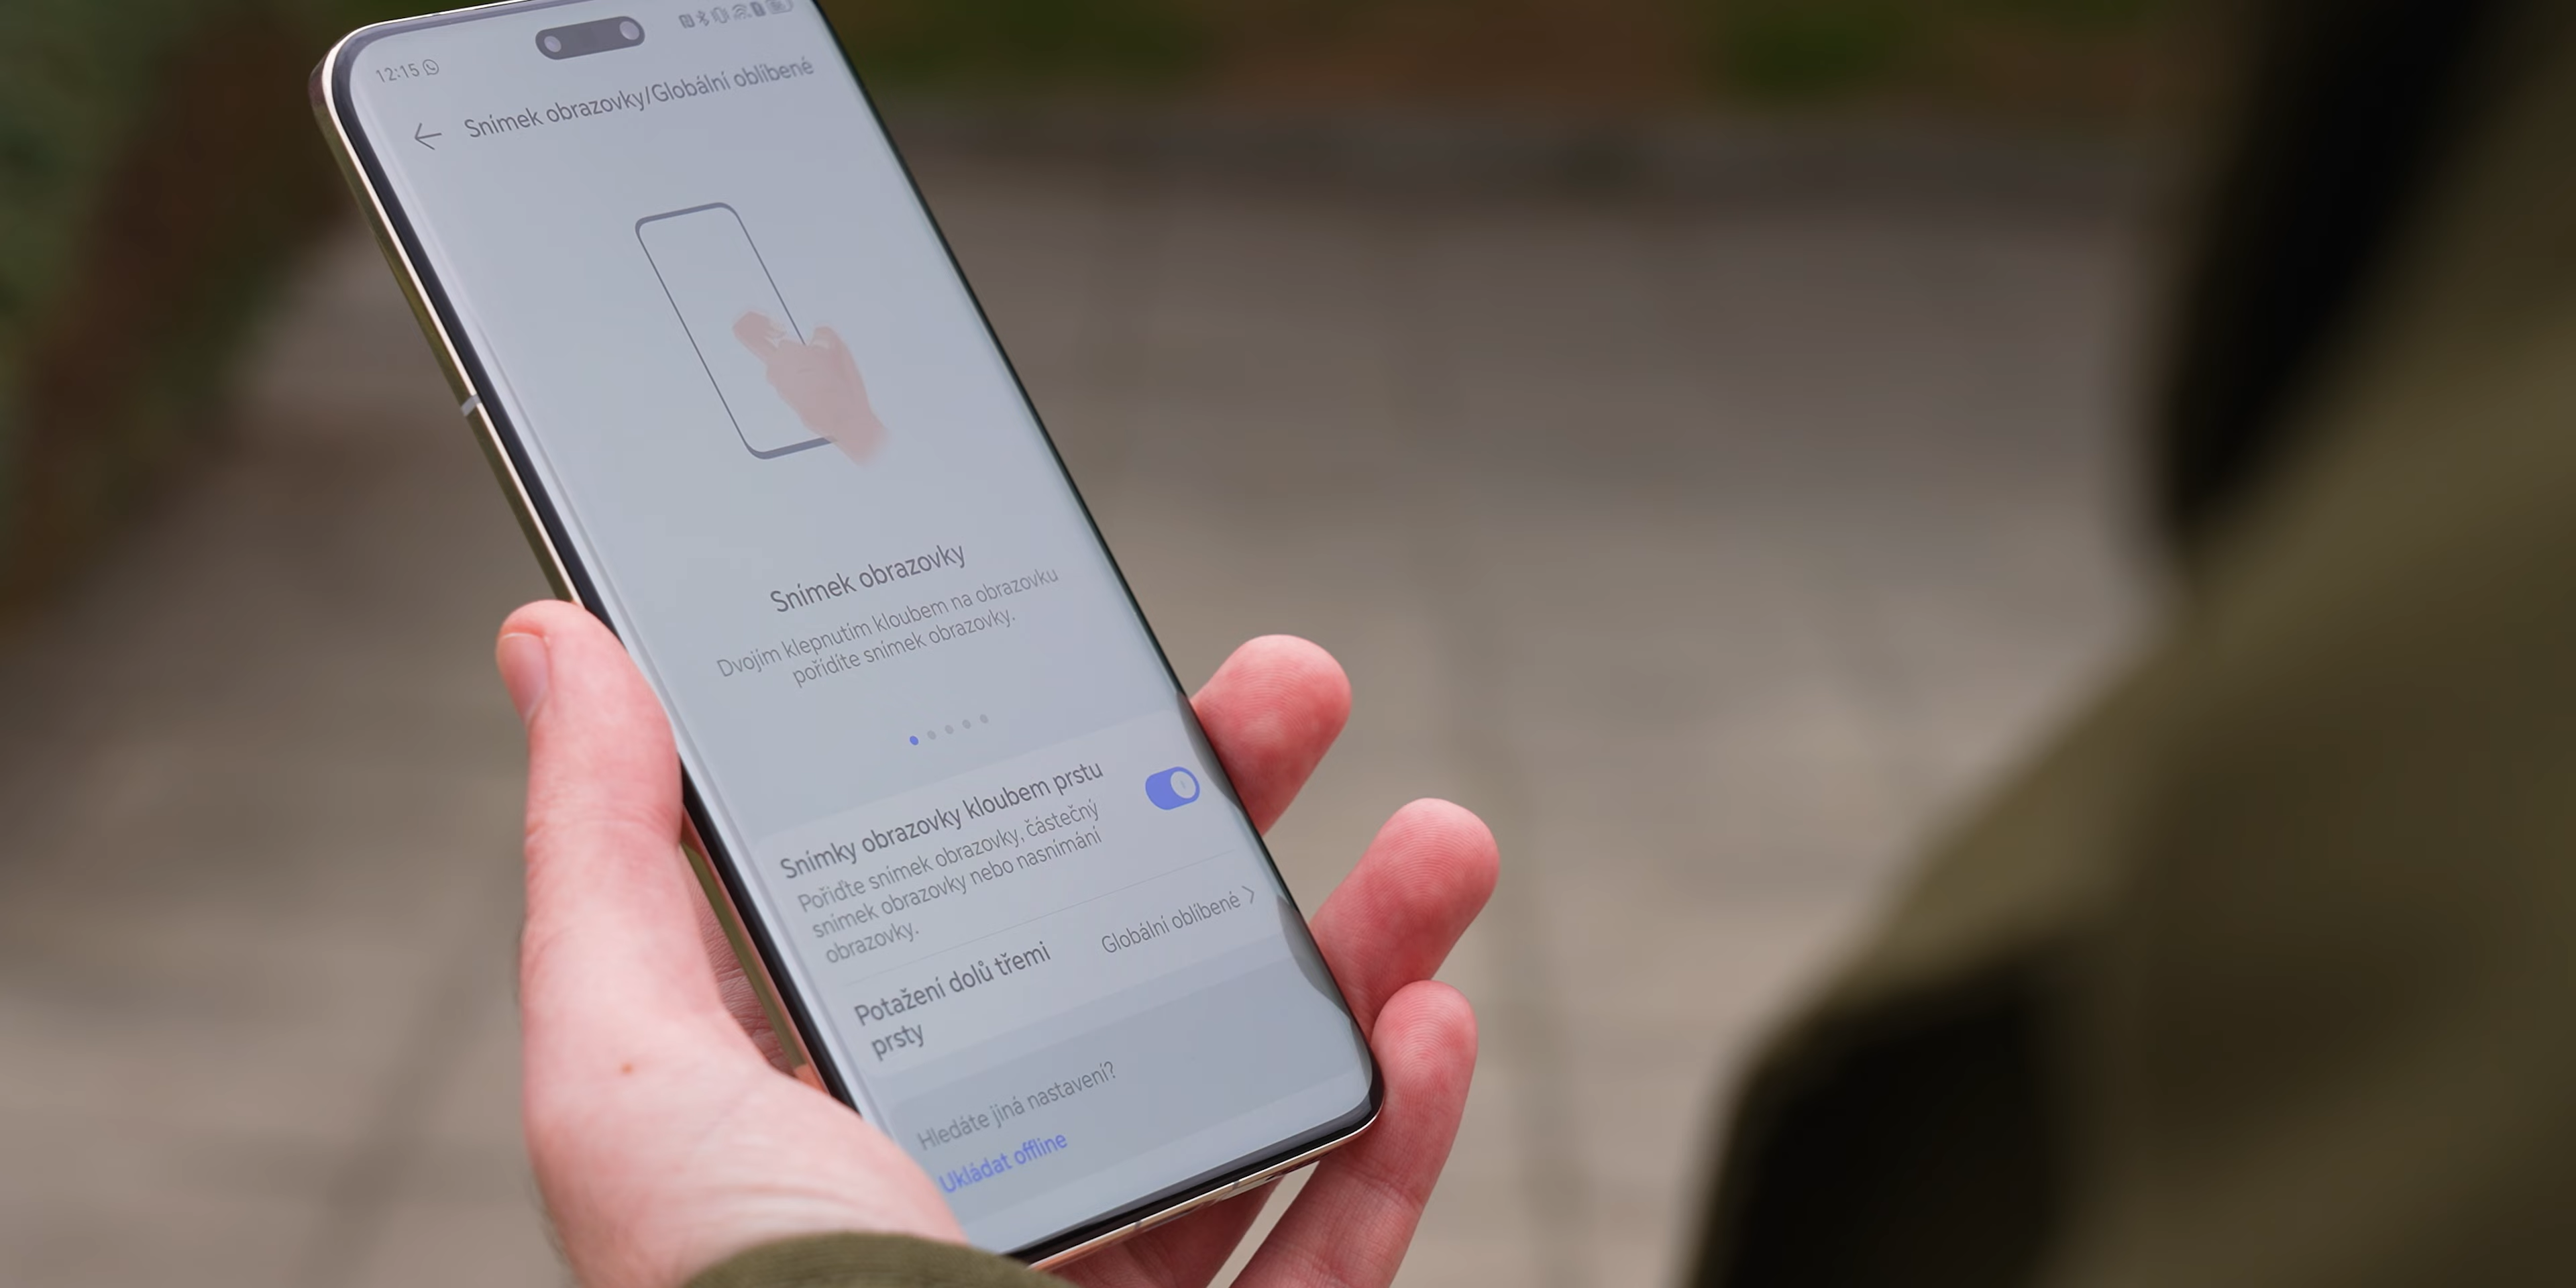 12:15
Snímek obrazovky/Globální oblíbené
Snímek obrazovky
Dvojím klepnutím kloubem na obrazovku
pořídíte snímek obrazovky.
Snímky obrazovky kloubem prstu
Pořiďte snímek obrazovky, částečný
snímek obrazovky nebo nasnímání
obrazovky.
Potažení dolů třemi
prsty
Globální oblíbené
Hledáte jiná nastavení?
Ukládat offline